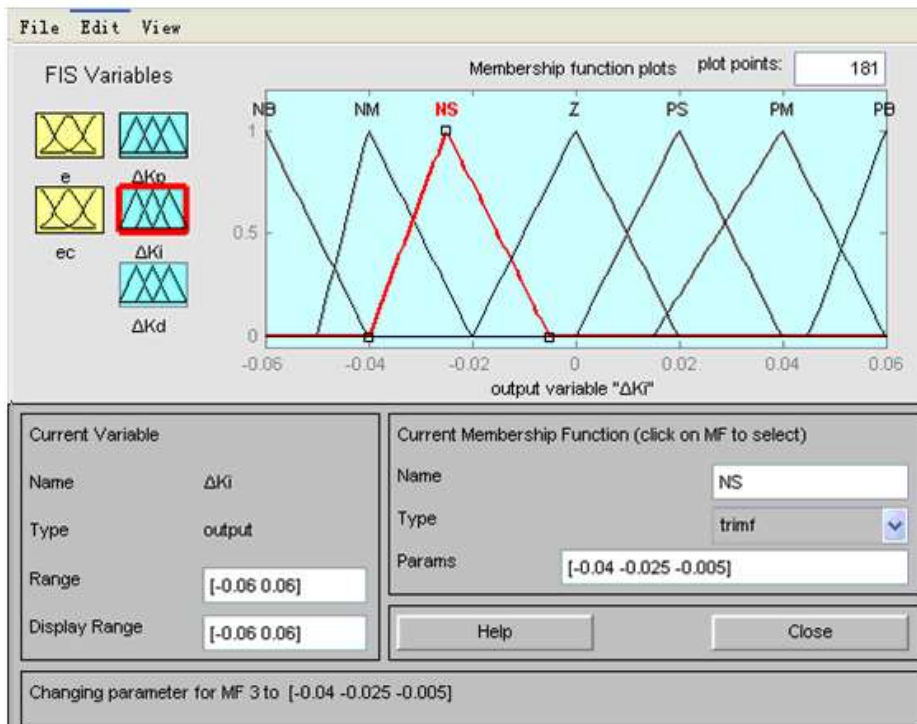 File Edit View
FIS Variables
Membership function plots plot points: 181
NB NM NS Z PS PM PB
e ΔKp
ec ΔKi
ΔKd
1
0.5
0
-0.06 -0.04 -0.02 0 0.02 0.04 0.06
output variable "ΔKi"
Current Variable
Name ΔKi
Type output
Range [-0.06 0.06]
Display Range [-0.06 0.06]
Current Membership Function (click on MF to select)
Name NS
Type trimf
Params [-0.04 -0.025 -0.005]
Help Close
Changing parameter for MF 3 to [-0.04 -0.025 -0.005]